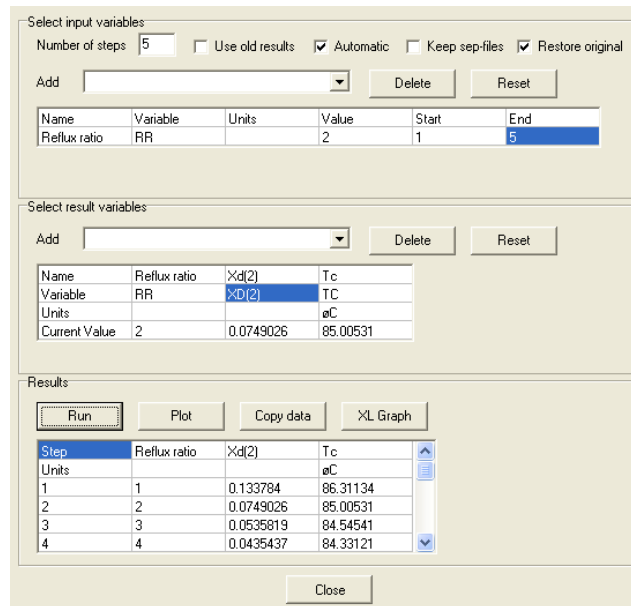 Select input variables
Number of steps 5 Use old results Automatic Keep sep-files Restore original
Add Delete Reset
Name Variable Units Value Start End
Reflux ratio RR 2 1 5
Select result variables
Add Delete Reset
Name Reflux ratio Xd(2) Tc
Variable RR XD(2) TC
Units øC
Current Value 2 0.0749026 85.00531
Results
Run Plot Copy data XL Graph
Step Reflux ratio Xd(2) Tc
Units øC
1 1 0.133784 86.31134
2 2 0.0749026 85.00531
3 3 0.0535819 84.54541
4 4 0.0435437 84.33121
Close